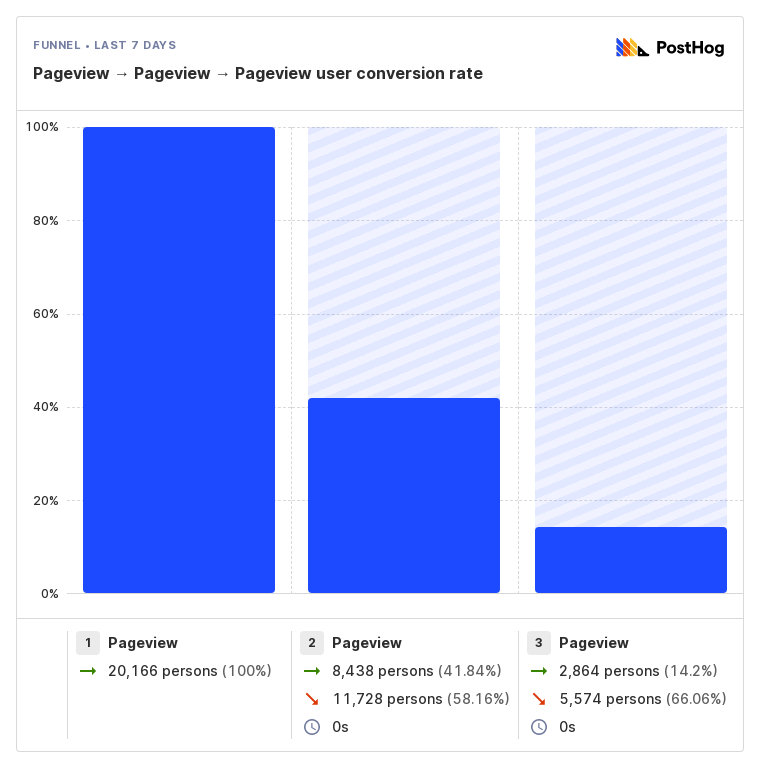 FUNNEL • LAST 7 DAYS
PostHog
Pageview → Pageview → Pageview user conversion rate
100%
80%
60%
40%
20%
0%
1 Pageview
20,166 persons (100%)
2 Pageview
8,438 persons (41.84%)
11,728 persons (58.16%)
0s
3 Pageview
2,864 persons (14.2%)
5,574 persons (66.06%)
0s